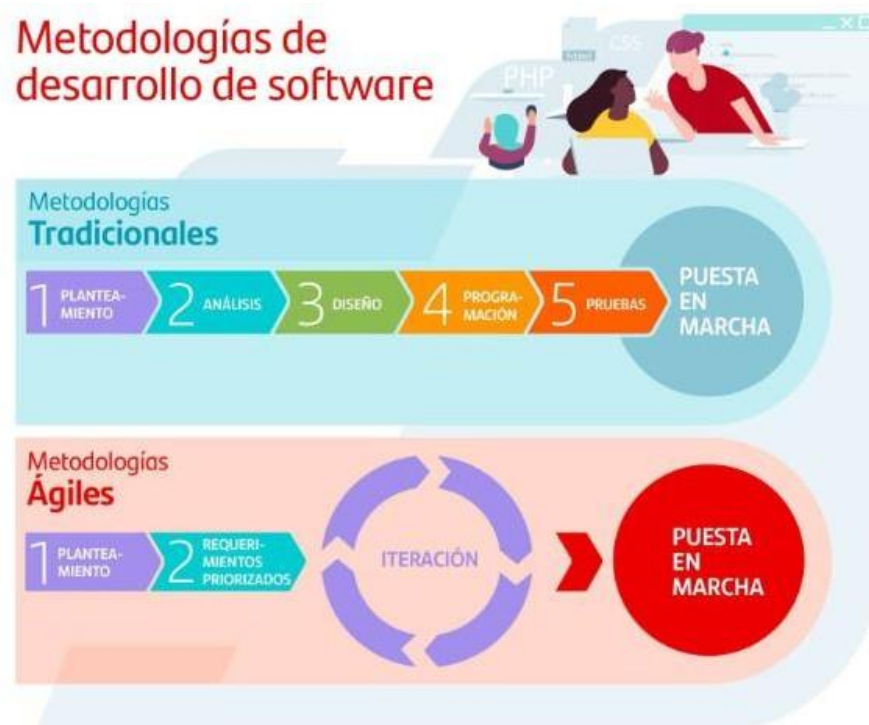 Metodologías de
desarrollo de software
PHP
html
CSS
Metodologías
Tradicionales
1 PLANTEA-
MIENTO
2 ANÁLISIS
3 DISEÑO
4 PROGRA-
MACIÓN
5 PRUEBAS
PUESTA
EN
MARCHA
Metodologías
Ágiles
1 PLANTEA-
MIENTO
2 REQUERI-
MIENTOS
PRIORIZADOS
ITERACIÓN
PUESTA
EN
MARCHA